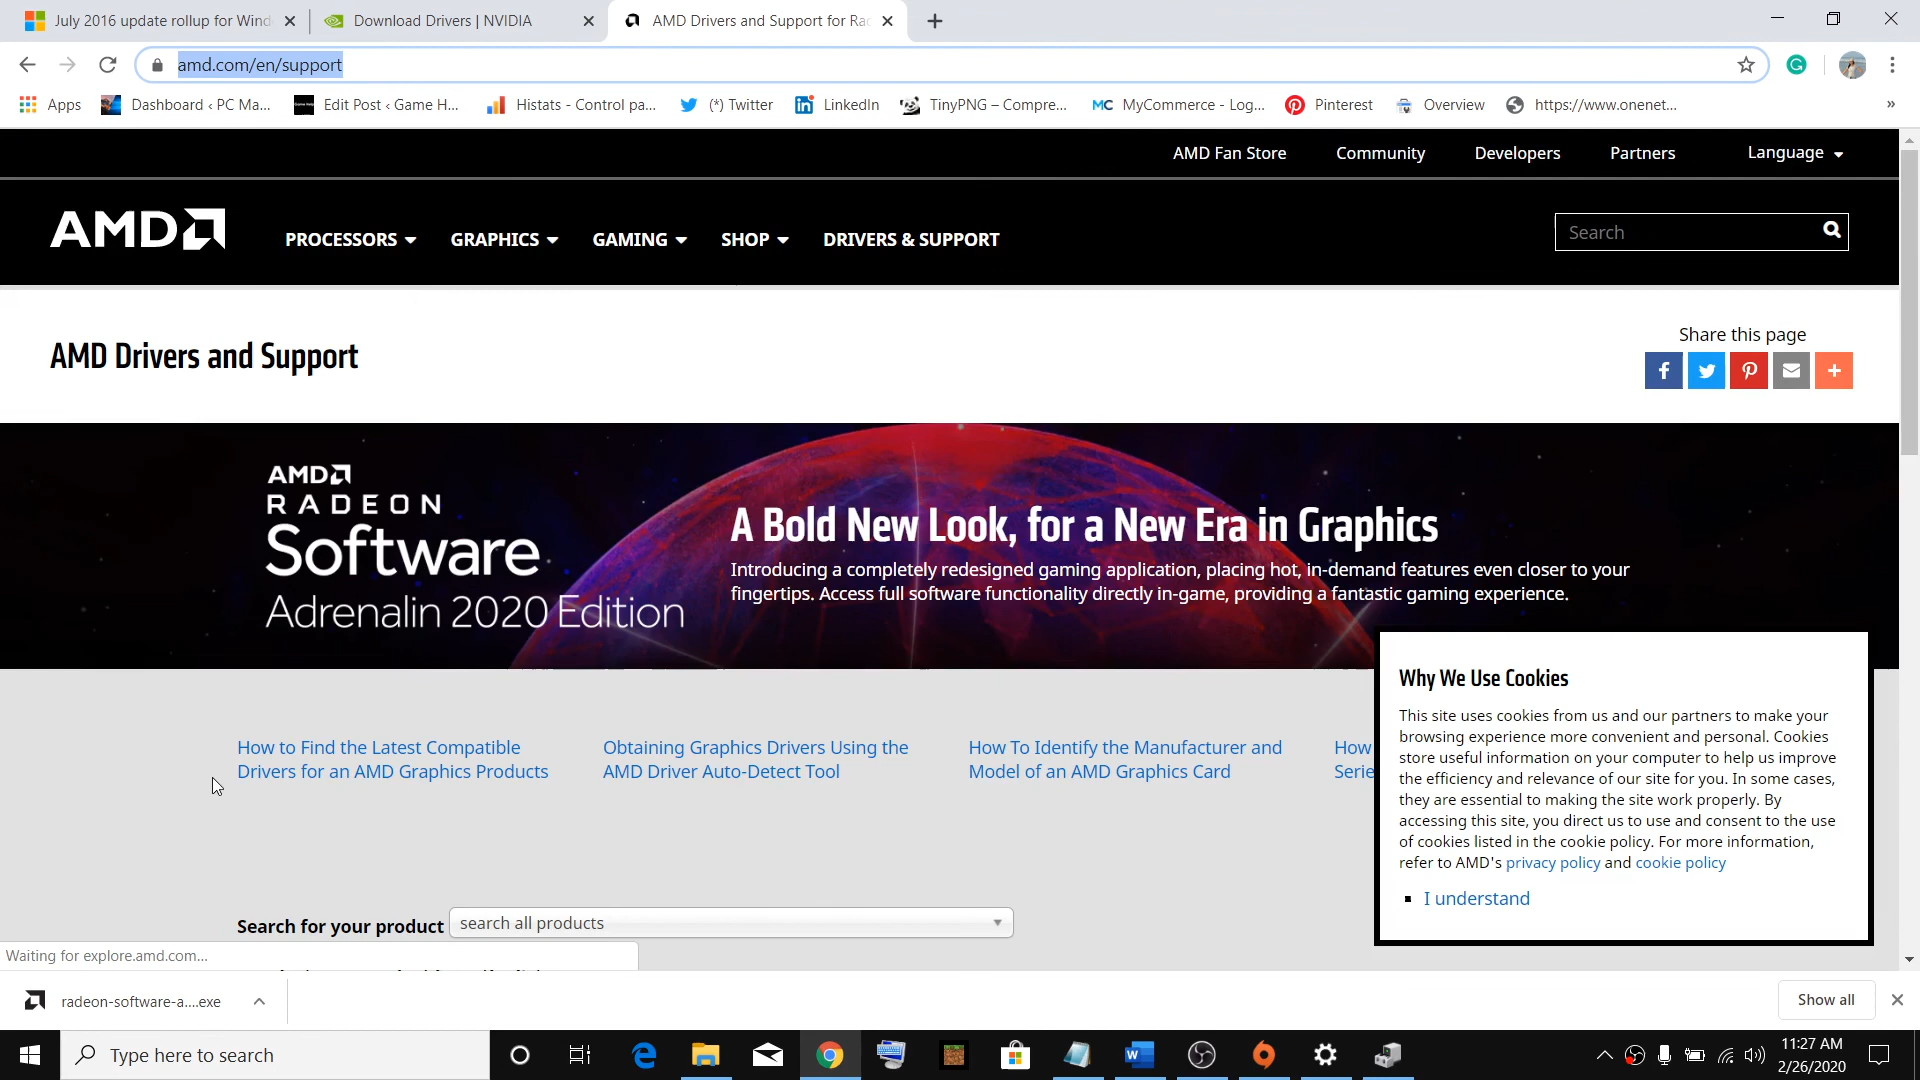 July 2016 update rollup for Wind
Download Drivers | NVIDIA
AMD Drivers and Support for Ra
amd.com/en/support
Apps
Dashboard ‹ PC Ma...
Edit Post ‹ Game H...
Histats - Control pa...
(*) Twitter
LinkedIn
TinyPNG – Compre...
MC MyCommerce - Log...
Pinterest
Overview
https://www.onenet...
»
AMD Fan Store
Community
Developers
Partners
Language
AMD
PROCESSORS
GRAPHICS
GAMING
SHOP
DRIVERS & SUPPORT
Search
AMD Drivers and Support
Share this page
AMD
RADEON
Software
Adrenalin 2020 Edition
A Bold New Look, for a New Era in Graphics
Introducing a completely redesigned gaming application, placing hot, in-demand features even closer to your
fingertips. Access full software functionality directly in-game, providing a fantastic gaming experience.
How to Find the Latest Compatible
Drivers for an AMD Graphics Products
Obtaining Graphics Drivers Using the
AMD Driver Auto-Detect Tool
How To Identify the Manufacturer and
Model of an AMD Graphics Card
How
Serie
Why We Use Cookies
This site uses cookies from us and our partners to make your
browsing experience more convenient and personal. Cookies
store useful information on your computer to help us improve
the efficiency and relevance of our site for you. In some cases,
they are essential to making the site work properly. By
accessing this site, you direct us to use and consent to the use
of cookies listed in the cookie policy. For more information,
refer to AMD's privacy policy and cookie policy
I understand
Search for your product
search all products
Waiting for explore.amd.com...
radeon-software-a....exe
Show all
Type here to search
11:27 AM
2/26/2020